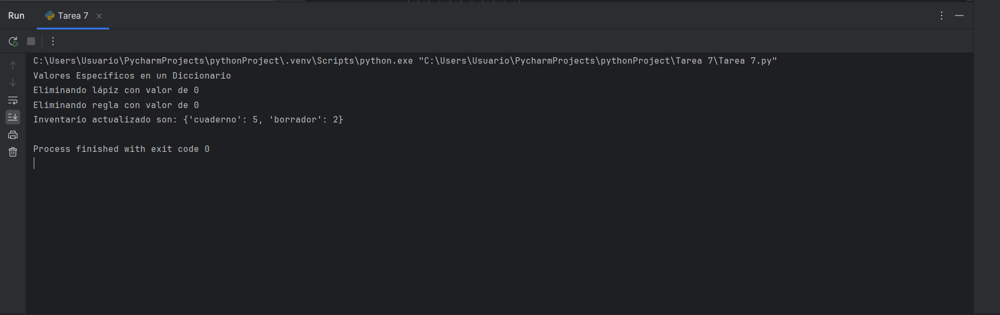 Run Tarea 7
C:\Users\Usuario\PycharmProjects\pythonProject\.venv\Scripts\python.exe "C:\Users\Usuario\PycharmProjects\pythonProject\Tarea 7\Tarea 7.py"
Valores Específicos en un Diccionario
Eliminando lápiz con valor de 0
Eliminando regla con valor de 0
Inventario actualizado son: {'cuaderno': 5, 'borrador': 2}
Process finished with exit code 0